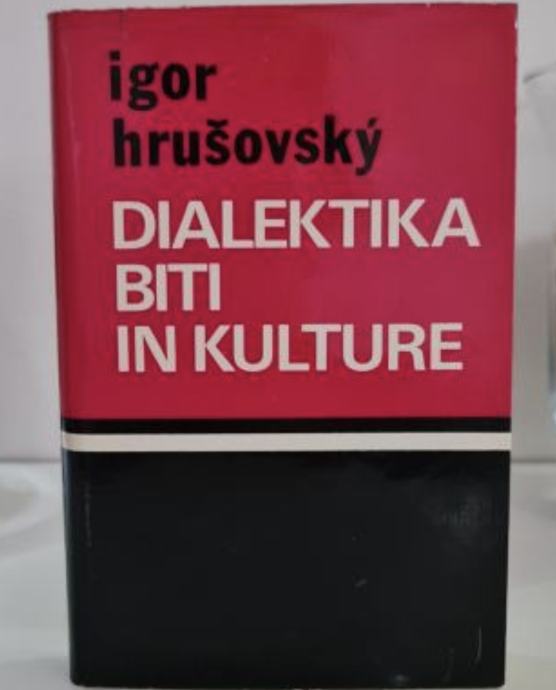 igor
hrušovský
DIALEKTIKA
BITI
IN KULTURE